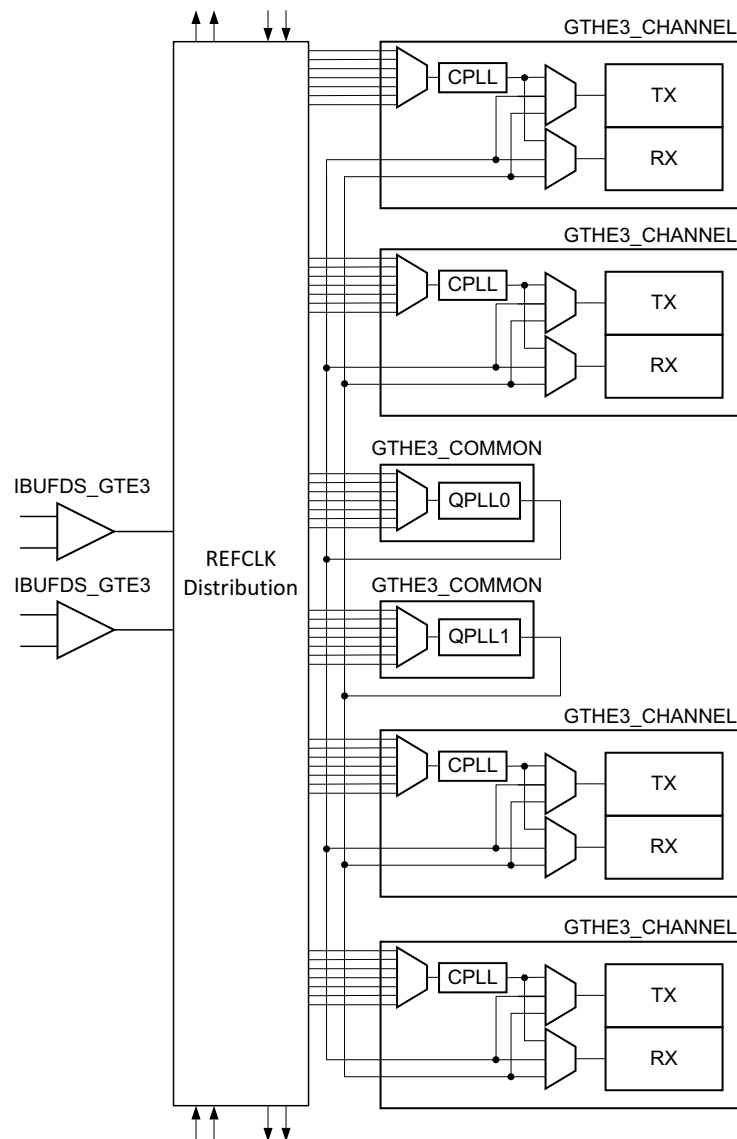 GTHE3_CHANNEL
CPLL
TX
RX
GTHE3_CHANNEL
CPLL
TX
RX
GTHE3_COMMON
IBUFDS_GTE3
QPLL0
REFCLK
Distribution
IBUFDS_GTE3
GTHE3_COMMON
QPLL1
GTHE3_CHANNEL
CPLL
TX
RX
GTHE3_CHANNEL
CPLL
TX
RX